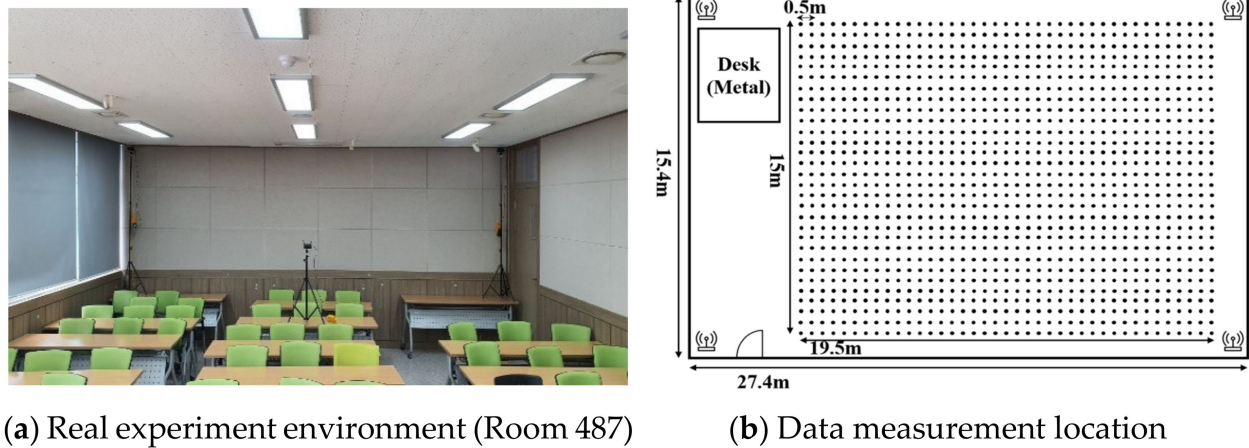 0.5m
Desk
(Metal)
15.4m
15m
19.5m
27.4m
(a) Real experiment environment (Room 487)
(b) Data measurement location